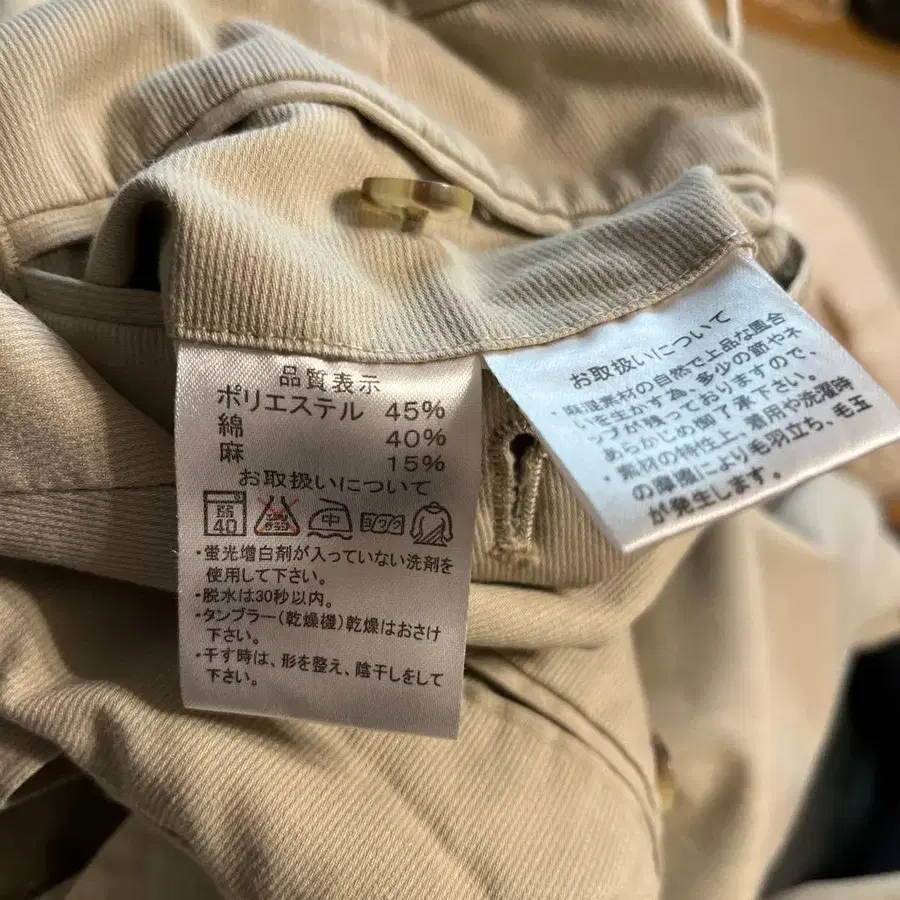 品質表示
ポリエステル 45%
綿 40%
麻 15%
お取扱いについて
40
エンソ
サラシ
中
・蛍光増白剤が入っていない洗剤を
使用して下さい。
・脱水は30秒以内。
・タンブラー(乾燥機)乾燥はおさけ
下さい。
・干す時は、形を整え、陰干しをして
下さい。
お取扱いについて
・麻混素材の自然で上品な風合
いを生かす為、多少の節やネ
ップが残っておりますので、
あらかじめ御了承下さい。
・素材の特性上、着用や洗濯時
の摩擦により毛羽立ち、毛玉
が発生します。